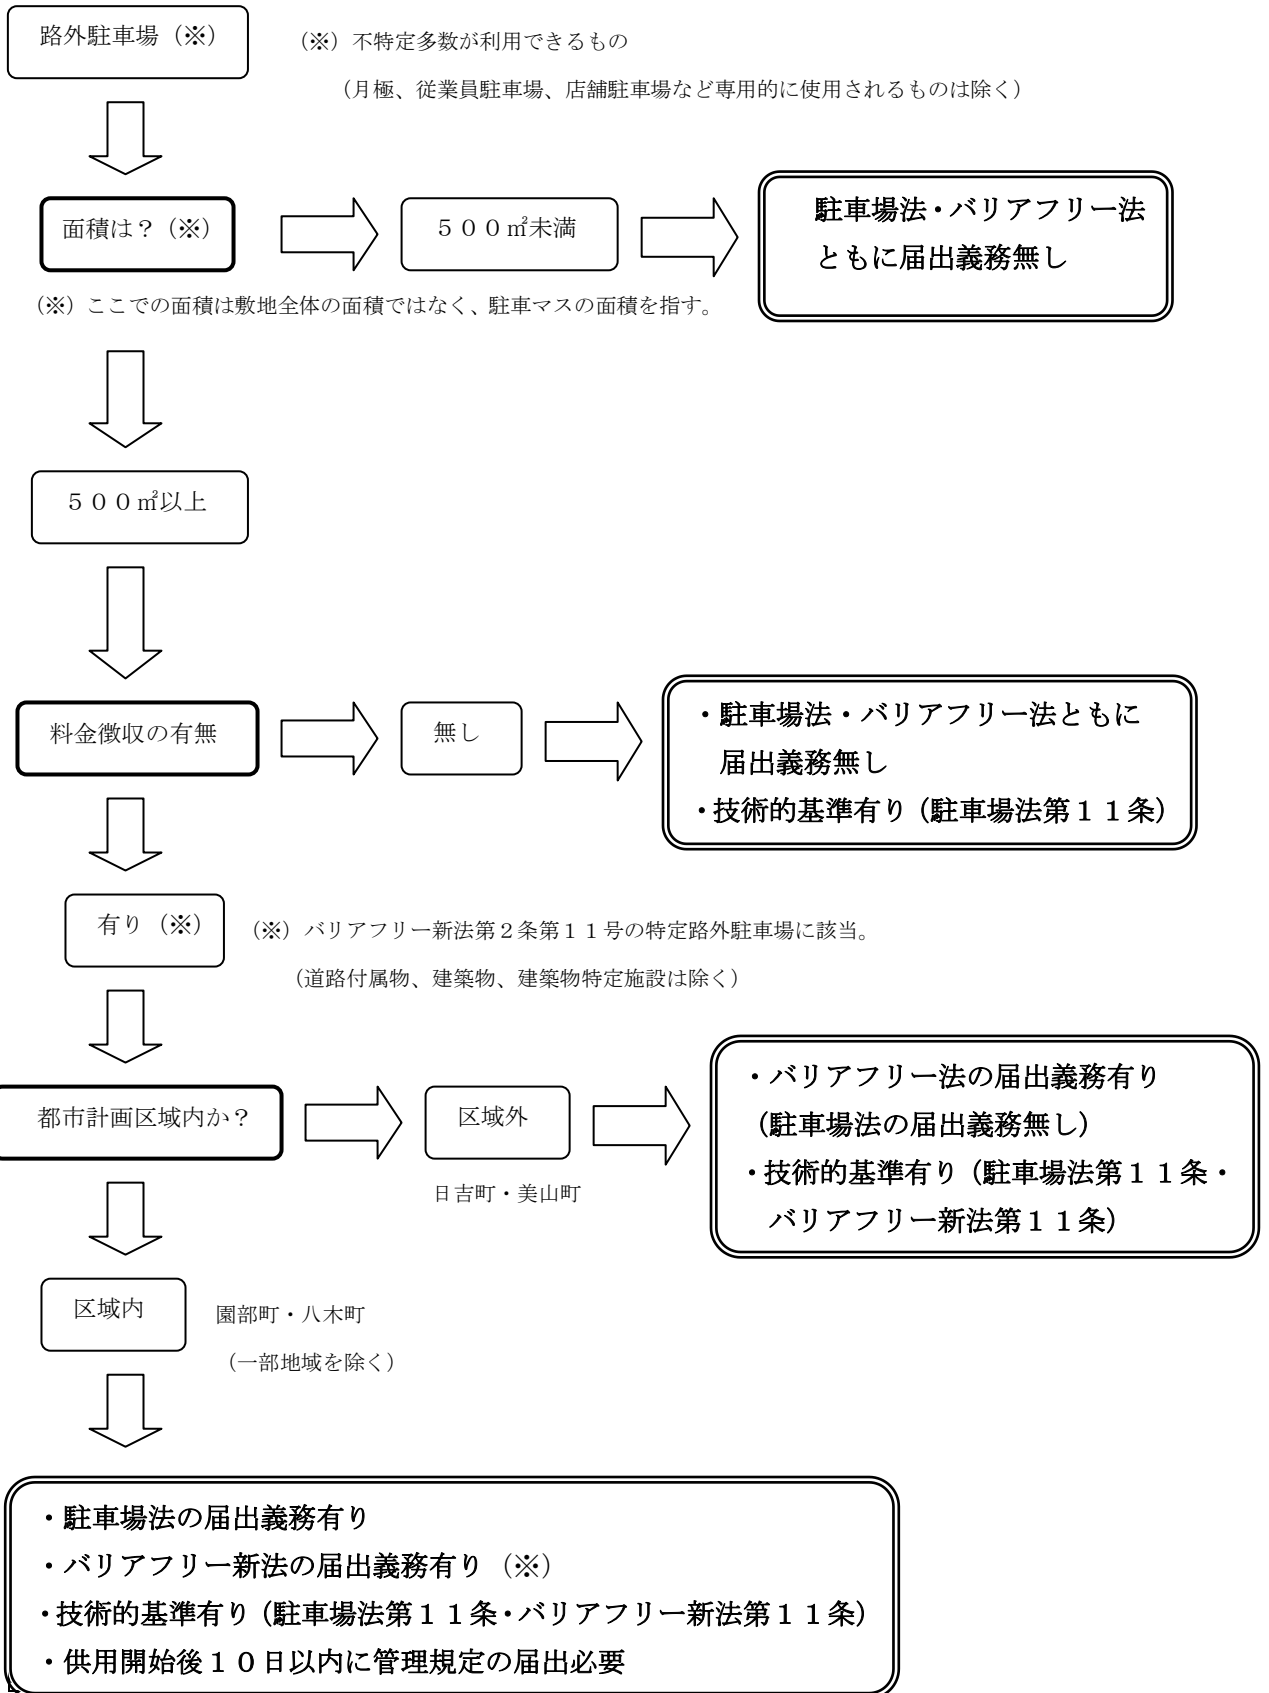 路外駐車場（※）
（※）不特定多数が利用できるもの
（月極、従業員駐車場、店舗駐車場など専用的に使用されるものは除く）
面積は？（※）
５００㎡未満
駐車場法・バリアフリー法
ともに届出義務無し
（※）ここでの面積は敷地全体の面積ではなく、駐車マスの面積を指す。
５００㎡以上
料金徴収の有無
無し
・駐車場法・バリアフリー法ともに
届出義務無し
・技術的基準有り（駐車場法第１１条）
有り（※）
（※）バリアフリー新法第２条第１１号の特定路外駐車場に該当。
（道路付属物、建築物、建築物特定施設は除く）
都市計画区域内か？
区域外
日吉町・美山町
・バリアフリー法の届出義務有り
（駐車場法の届出義務無し）
・技術的基準有り（駐車場法第１１条・
バリアフリー新法第１１条）
区域内
園部町・八木町
（一部地域を除く）
・駐車場法の届出義務有り
・バリアフリー新法の届出義務有り（※）
・技術的基準有り（駐車場法第１１条・バリアフリー新法第１１条）
・供用開始後１０日以内に管理規定の届出必要